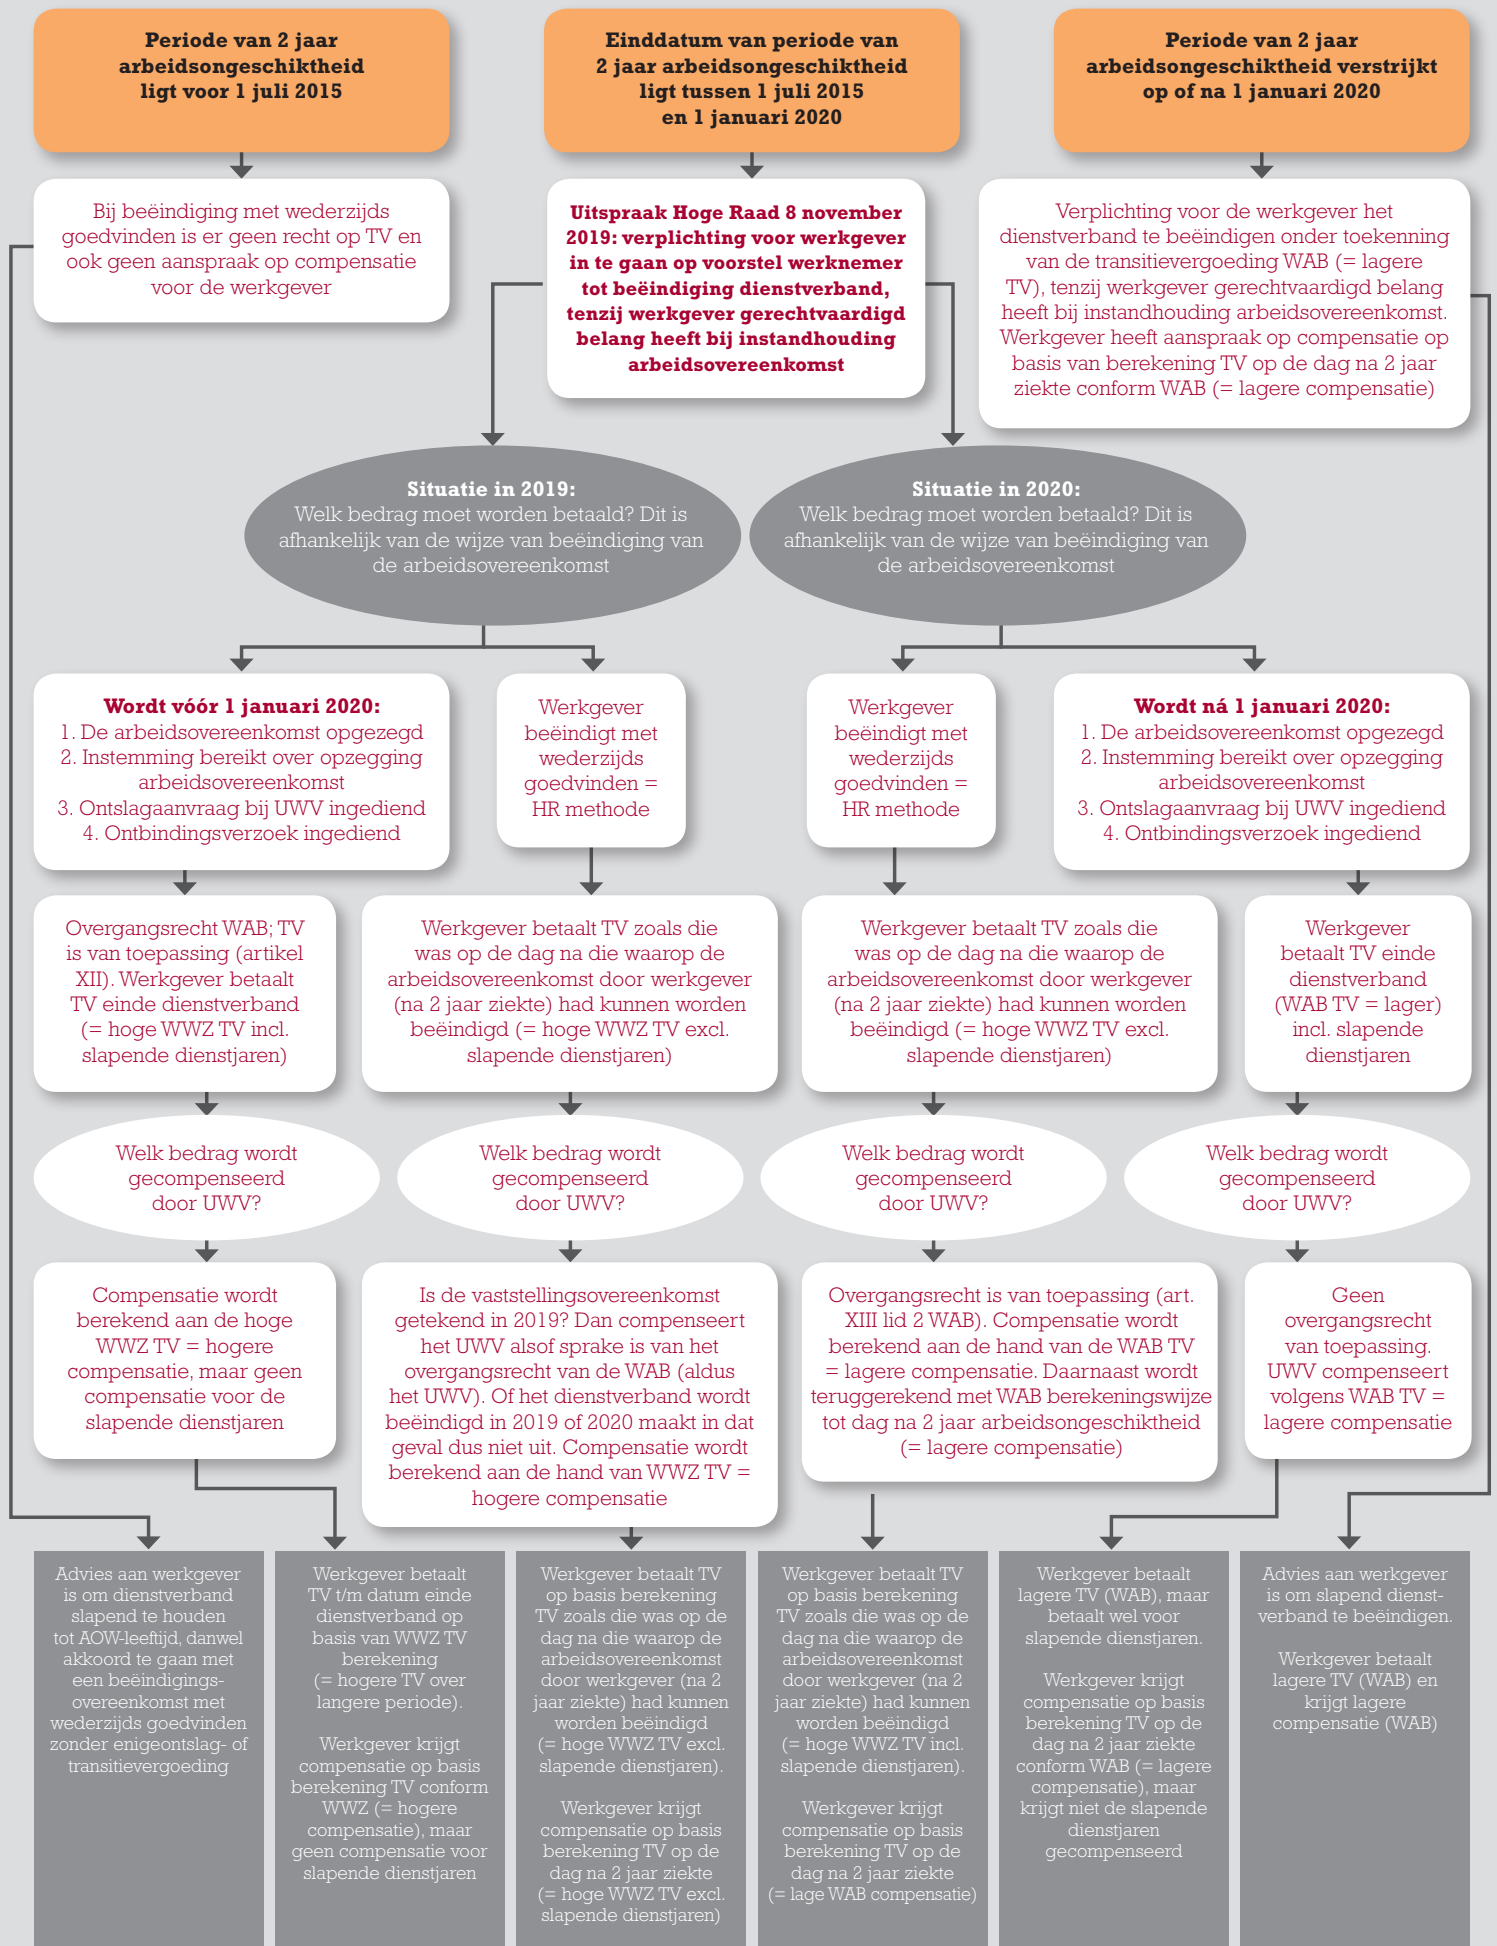 Periode van 2 jaar
arbeidsongeschiktheid
ligt voor 1 juli 2015
Einddatum van periode van
2 jaar arbeidsongeschiktheid
ligt tussen 1 juli 2015
en 1 januari 2020
Periode van 2 jaar
arbeidsongeschiktheid verstrijkt
op of na 1 januari 2020
Bij beëindiging met wederzijds
goedvinden is er geen recht op TV en
ook geen aanspraak op compensatie
voor de werkgever
Uitspraak Hoge Raad 8 november
2019: verplichting voor werkgever
in te gaan op voorstel werknemer
tot beëindiging dienstverband,
tenzij werkgever gerechtvaardigd
belang heeft bij instandhouding
arbeidsovereenkomst
Verplichting voor de werkgever het
dienstverband te beëindigen onder toekenning
van de transitievergoeding WAB (= lagere
TV), tenzij werkgever gerechtvaardigd belang
heeft bij instandhouding arbeidsovereenkomst.
Werkgever heeft aanspraak op compensatie op
basis van berekening TV op de dag na 2 jaar
ziekte conform WAB (= lagere compensatie)
Situatie in 2019:
Welk bedrag moet worden betaald? Dit is
afhankelijk van de wijze van beëindiging van
de arbeidsovereenkomst
Situatie in 2020:
Welk bedrag moet worden betaald? Dit is
afhankelijk van de wijze van beëindiging van
de arbeidsovereenkomst
Wordt vóór 1 januari 2020:
1. De arbeidsovereenkomst opgezegd
2. Instemming bereikt over opzegging
arbeidsovereenkomst
3. Ontslagaanvraag bij UWV ingediend
4. Ontbindingsverzoek ingediend
Werkgever
beëindigt met
wederzijds
goedvinden =
HR methode
Werkgever
beëindigt met
wederzijds
goedvinden =
HR methode
Wordt ná 1 januari 2020:
1. De arbeidsovereenkomst opgezegd
2. Instemming bereikt over opzegging
arbeidsovereenkomst
3. Ontslagaanvraag bij UWV ingediend
4. Ontbindingsverzoek ingediend
Overgangsrecht WAB; TV
is van toepassing (artikel
XII). Werkgever betaalt
TV einde dienstverband
(= hoge WWZ TV incl.
slapende dienstjaren)
Werkgever betaalt TV zoals die
was op de dag na die waarop de
arbeidsovereenkomst door werkgever
(na 2 jaar ziekte) had kunnen worden
beëindigd (= hoge WWZ TV excl.
slapende dienstjaren)
Werkgever betaalt TV zoals die
was op de dag na die waarop de
arbeidsovereenkomst door werkgever
(na 2 jaar ziekte) had kunnen worden
beëindigd (= hoge WWZ TV excl.
slapende dienstjaren)
Werkgever
betaalt TV einde
dienstverband
(WAB TV = lager)
incl. slapende
dienstjaren
Welk bedrag wordt
gecompenseerd
door UWV?
Welk bedrag wordt
gecompenseerd
door UWV?
Welk bedrag wordt
gecompenseerd
door UWV?
Welk bedrag wordt
gecompenseerd
door UWV?
Compensatie wordt
berekend aan de hoge
WWZ TV = hogere
compensatie, maar geen
compensatie voor de
slapende dienstjaren
Is de vaststellingsovereenkomst
getekend in 2019? Dan compenseert
het UWV alsof sprake is van het
overgangsrecht van de WAB (aldus
het UWV). Of het dienstverband wordt
beëindigd in 2019 of 2020 maakt in dat
geval dus niet uit. Compensatie wordt
berekend aan de hand van WWZ TV =
hogere compensatie
Overgangsrecht is van toepassing (art.
XIII lid 2 WAB). Compensatie wordt
berekend aan de hand van de WAB TV
= lagere compensatie. Daarnaast wordt
teruggerekend met WAB berekeningswijze
tot dag na 2 jaar arbeidsongeschiktheid
(= lagere compensatie)
Geen
overgangsrecht
van toepassing.
UWV compenseert
volgens WAB TV =
lagere compensatie
Advies aan werkgever
is om dienstverband
slapend te houden
tot AOW-leeftijd, danwel
akkoord te gaan met
een beëindigings-
overeenkomst met
wederzijds goedvinden
zonder enigeontslag- of
transitievergoeding
Werkgever betaalt
TV t/m datum einde
dienstverband op
basis van WWZ TV
berekening
(= hogere TV over
langere periode).
Werkgever krijgt
compensatie op basis
berekening TV conform
WWZ (= hogere
compensatie), maar
geen compensatie voor
slapende dienstjaren
Werkgever betaalt TV
op basis berekening
TV zoals die was op de
dag na die waarop de
arbeidsovereenkomst
door werkgever (na 2
jaar ziekte) had kunnen
worden beëindigd
(= hoge WWZ TV excl.
slapende dienstjaren).
Werkgever krijgt
compensatie op basis
berekening TV op de
dag na 2 jaar ziekte
(= hoge WWZ TV excl.
slapende dienstjaren)
Werkgever betaalt TV
op basis berekening
TV zoals die was op de
dag na die waarop de
arbeidsovereenkomst
door werkgever (na 2
jaar ziekte) had kunnen
worden beëindigd
(= hoge WWZ TV incl.
slapende dienstjaren).
Werkgever krijgt
compensatie op basis
berekening TV op de
dag na 2 jaar ziekte
(= lage WAB compensatie)
Werkgever betaalt
lagere TV (WAB), maar
betaalt wel voor
slapende dienstjaren.
Werkgever krijgt
compensatie op basis
berekening TV op de
dag na 2 jaar ziekte
conform WAB (= lagere
compensatie), maar
krijgt niet de slapende
dienstjaren
gecompenseerd
Advies aan werkgever
is om slapend dienst-
verband te beëindigen.
Werkgever betaalt
lagere TV (WAB) en
krijgt lagere
compensatie (WAB)